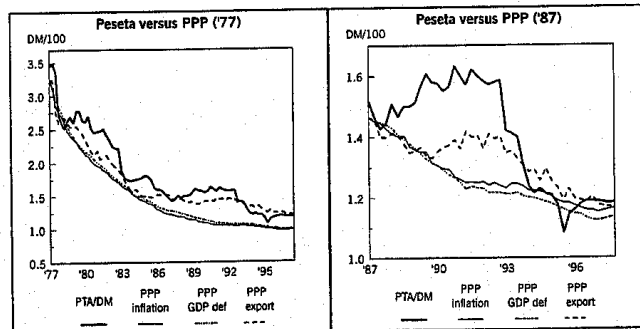 Peseta versus PPP ('77)
DM/100
3.5
3.0
2.5
2.0
1.5
1.0
0.5
'77 '80 '83 '86 '89 '92 '95
PTA/DM PPP inflation PPP GDP def PPP export
Peseta versus PPP ('87)
DM/100
1.6
1.4
1.2
1.0
'87 '90 '93 '96
PTA/DM PPP inflation PPP GDP def PPP export